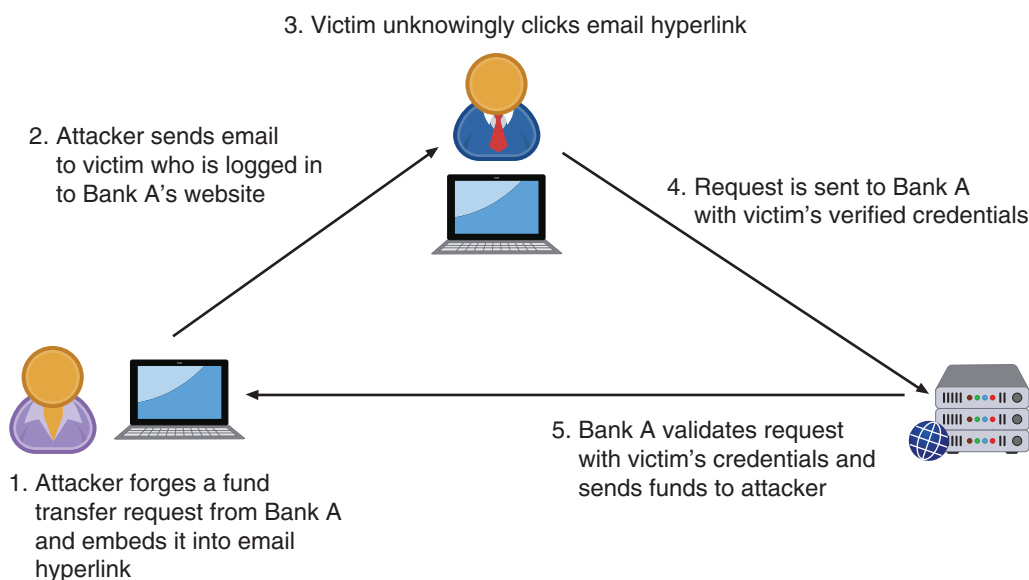 3. Victim unknowingly clicks email hyperlink
2. Attacker sends email
to victim who is logged in
to Bank A's website
4. Request is sent to Bank A
with victim's verified credentials
5. Bank A validates request
with victim's credentials and
sends funds to attacker
1. Attacker forges a fund
transfer request from Bank A
and embeds it into email
hyperlink